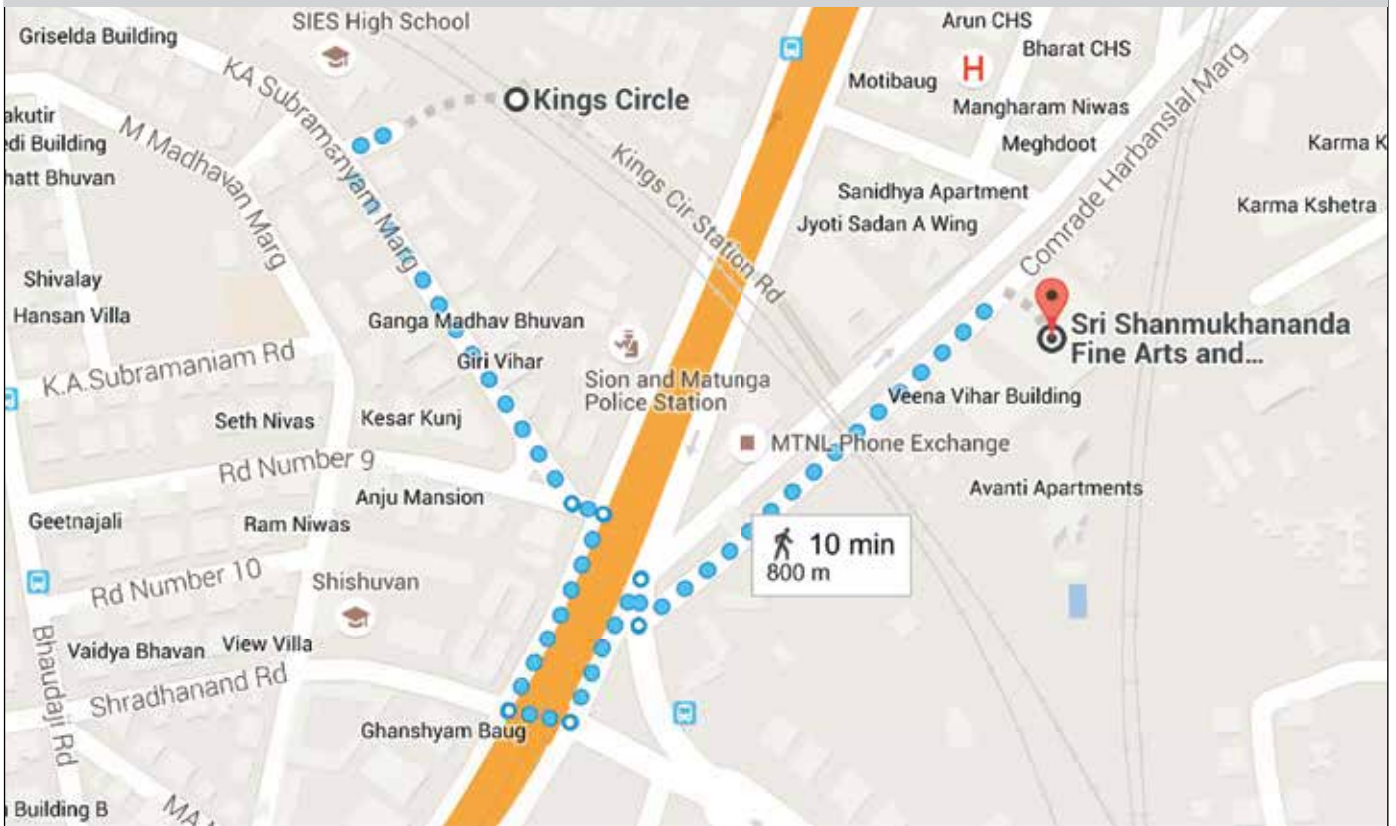 SIES High School
Arun CHS
Griselda Building
Bharat CHS
H
Motibaug
KA Subramanyam Marg
Kings Circle
Mangharam Niwas
akutir
M Madhavan Marg
edi Building
Meghdoot
Karma K
hatt Bhuvan
Kings Cir Station Rd
Comrade Harbanslal Marg
Sanidhya Apartment
Karma Kshetra
Jyoti Sadan A Wing
Shivalay
Hansan Villa
Ganga Madhav Bhuvan
Sri Shanmukhananda
Fine Arts and...
K.A.Subramaniam Rd
Giri Vihar
Sion and Matunga
Police Station
Veena Vihar Building
Seth Nivas
Kesar Kunj
MTNL Phone Exchange
Rd Number 9
Anju Mansion
Avanti Apartments
Geetnajali
Ram Niwas
10 min
800 m
Rd Number 10
Shishuvan
Bhaudaji Rd
Vaidya Bhavan
View Villa
Shradhanand Rd
Ghanshyam Baug
Building B
MA